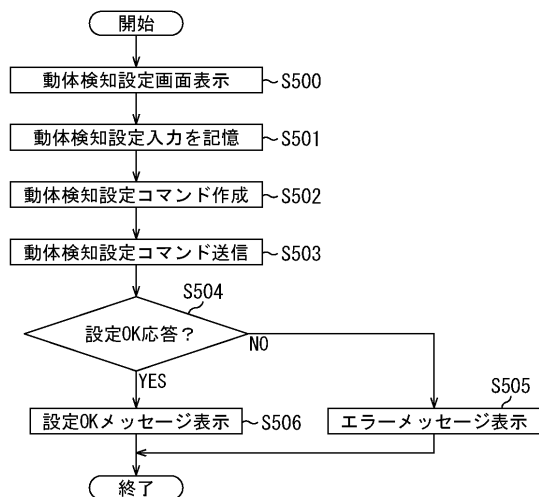 開始
動体検知設定画面表示
S500
動体検知設定入力を記憶
S501
動体検知設定コマンド作成
S502
動体検知設定コマンド送信
S503
S504
設定OK応答？
NO
YES
S505
設定OKメッセージ表示
S506
エラーメッセージ表示
終了